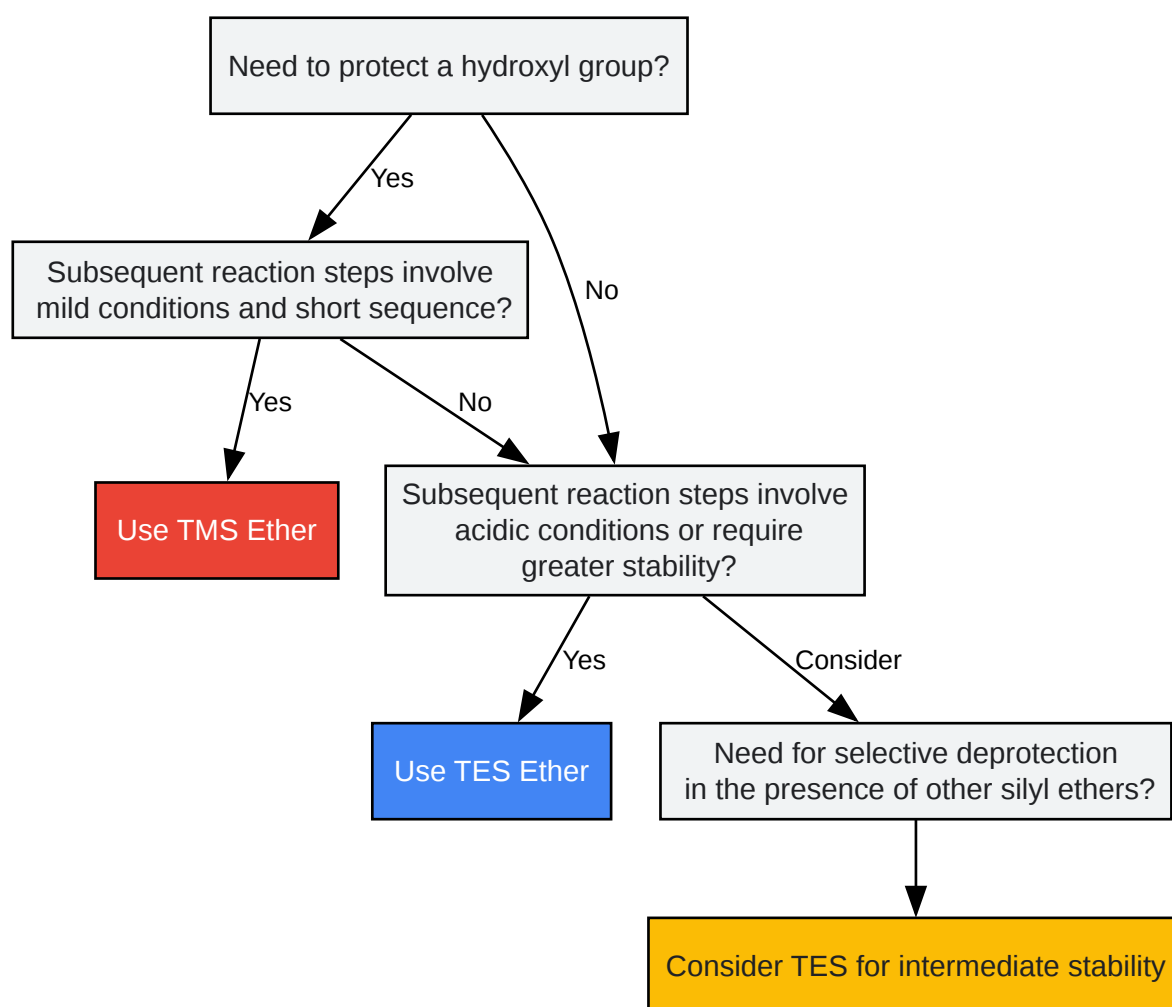 Need to protect a hydroxyl group?
Yes
Subsequent reaction steps involve
mild conditions and short sequence?
No
Yes
No
Use TMS Ether
Subsequent reaction steps involve
acidic conditions or require
greater stability?
Yes
Consider
Use TES Ether
Need for selective deprotection
in the presence of other silyl ethers?
Consider TES for intermediate stability